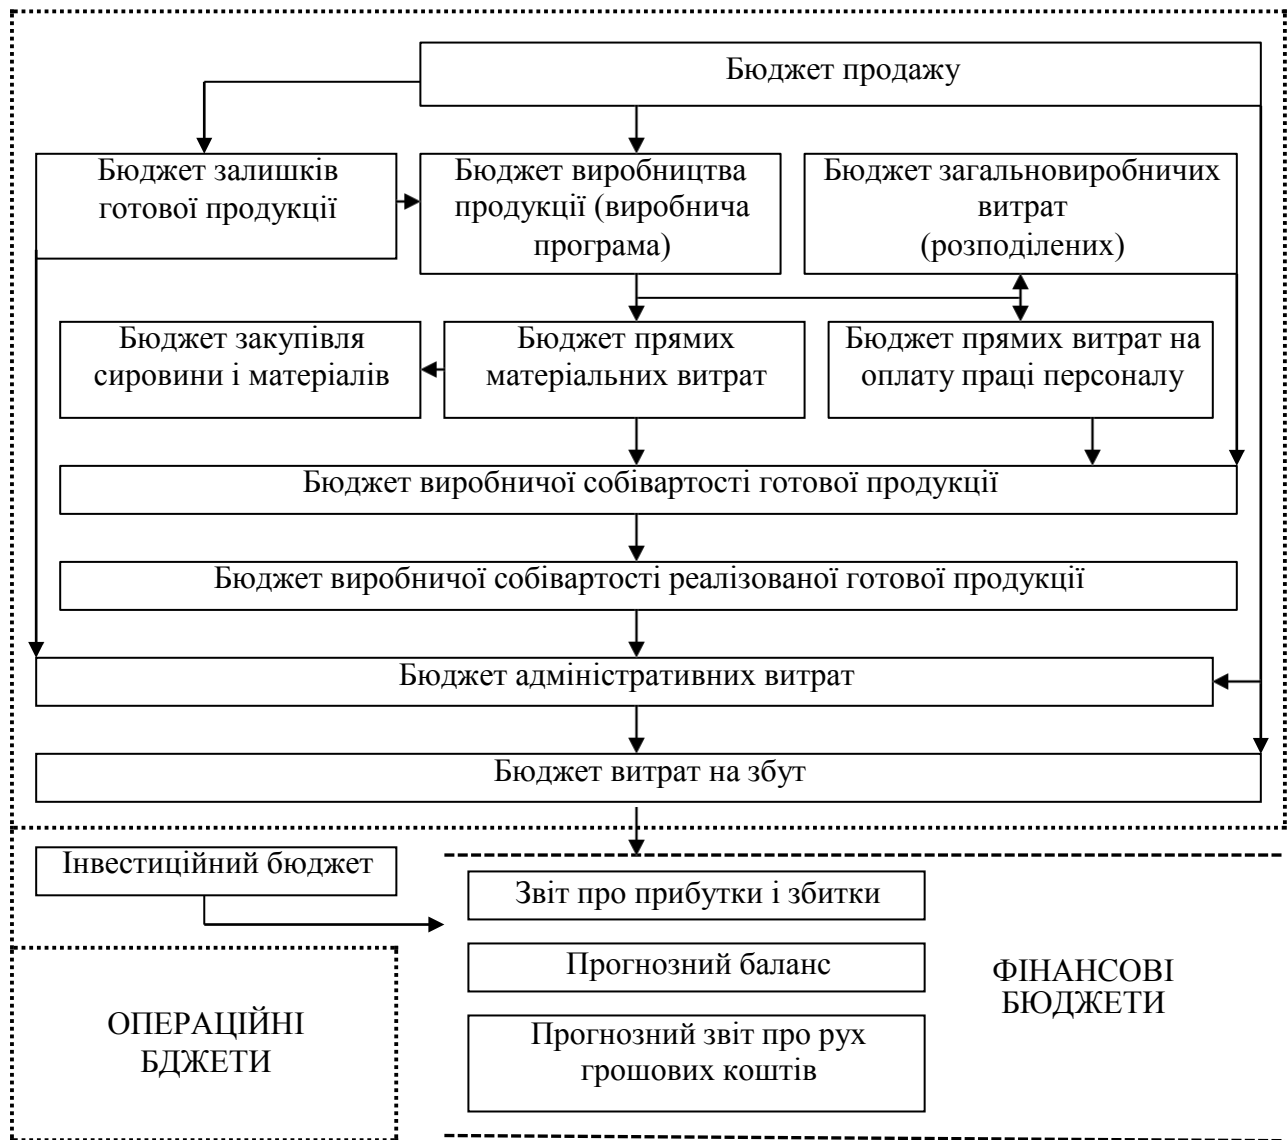 Бюджет продажу
Бюджет залишків
готової продукції
Бюджет виробництва
продукції (виробнича
програма)
Бюджет загальновиробничих
витрат
(розподілених)
Бюджет закупівля
сировини і матеріалів
Бюджет прямих
матеріальних витрат
Бюджет прямих витрат на
оплату праці персоналу
Бюджет виробничої собівартості готової продукції
Бюджет виробничої собівартості реалізованої готової продукції
Бюджет адміністративних витрат
Бюджет витрат на збут
Інвестиційний бюджет
Звіт про прибутки і збитки
Прогнозний баланс
Прогнозний звіт про рух
грошових коштів
ФІНАНСОВІ
БЮДЖЕТИ
ОПЕРАЦІЙНІ
БДЖЕТИ